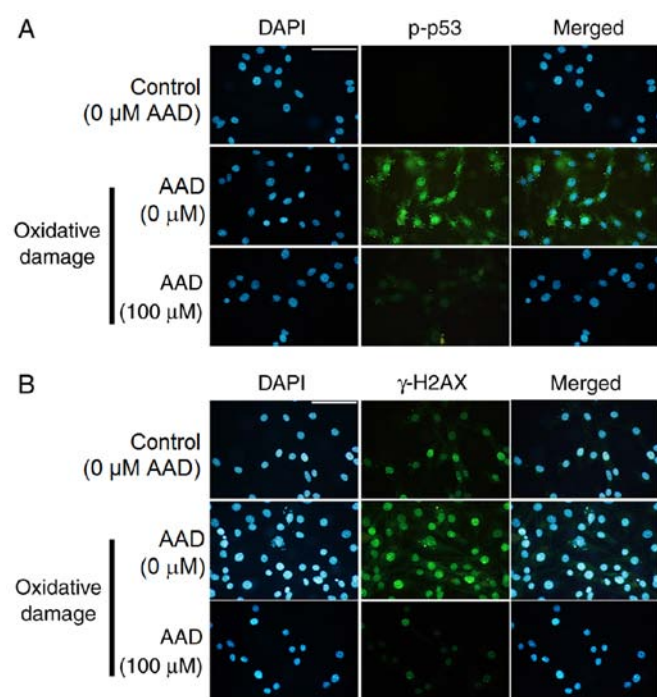 A
DAPI p-p53 Merged
Control
(0 µM AAD)
AAD
(0 µM)
Oxidative
damage
AAD
(100 µM)
B
DAPI γ-H2AX Merged
Control
(0 µM AAD)
AAD
(0 µM)
Oxidative
damage
AAD
(100 µM)